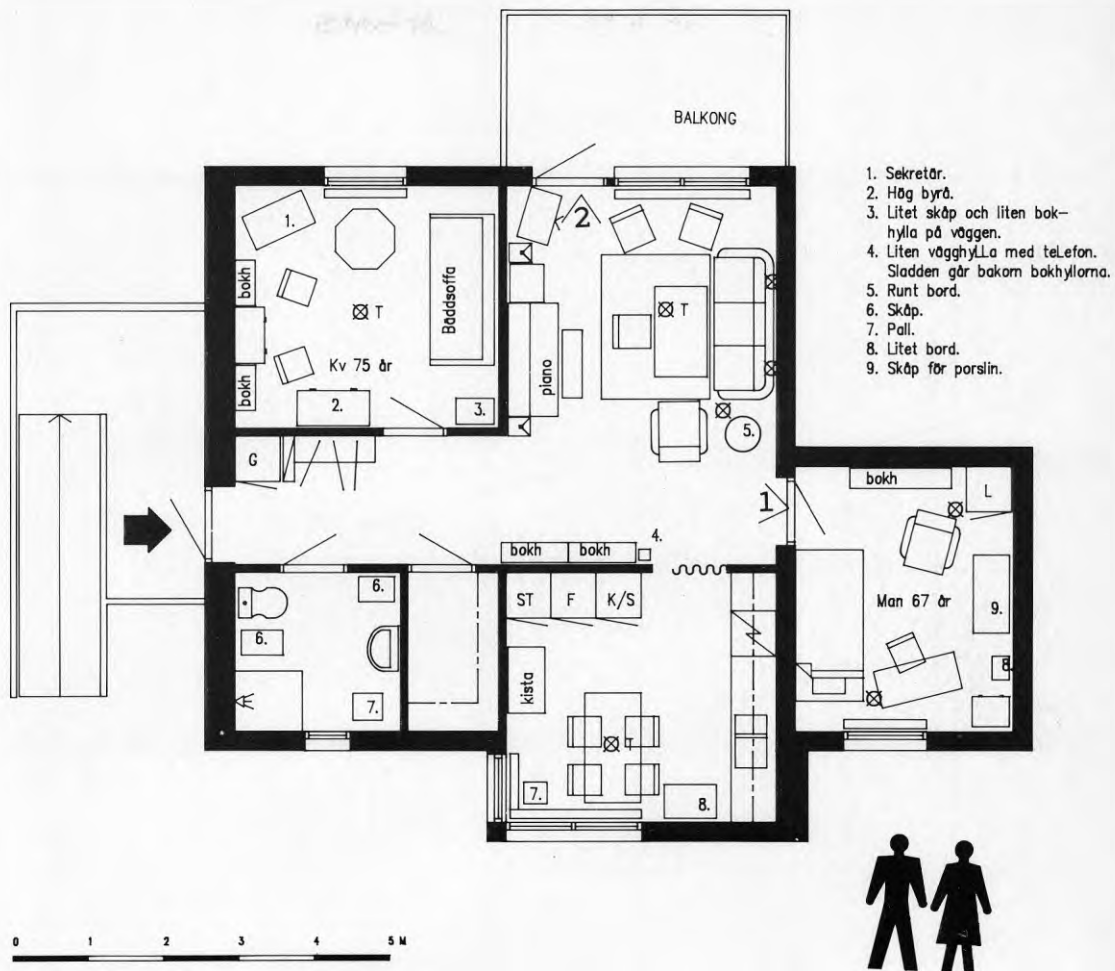 BALKONG
1. Sekretär.
2. Hög byrå.
3. Litet skåp och liten bok–
hylla på väggen.
4. Liten vägghyLLa med teLefon.
Sladden går bakom bokhyllorna.
5. Runt bord.
6. Skåp.
7. Pall.
8. Litet bord.
9. Skåp för porslin.
1.
2
bokh
Bäddsoffa
T
T
Kv 75 år
piano
bokh
2.
3.
5.
G
bokh
L
1
4.
bokh bokh
6.
ST F K/S
Man 67 år
9.
6.
8.
kista
7.
T
7.
8.
0 1 2 3 4 5 M